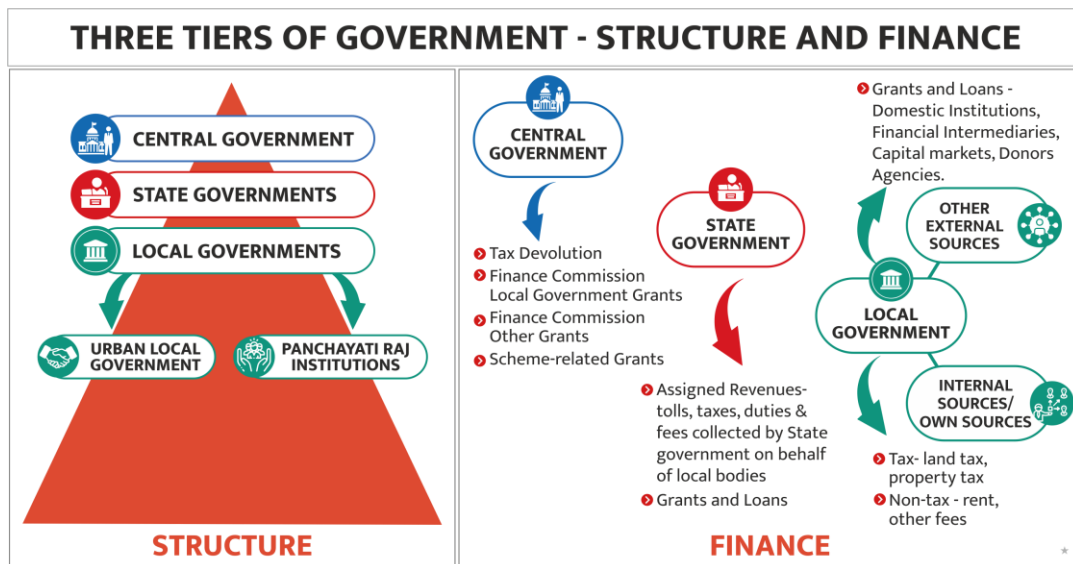 THREE TIERS OF GOVERNMENT - STRUCTURE AND FINANCE
CENTRAL GOVERNMENT
STATE GOVERNMENTS
LOCAL GOVERNMENTS
URBAN LOCAL
GOVERNMENT
PANCHAYATI RAJ
INSTITUTIONS
STRUCTURE
CENTRAL
GOVERNMENT
Tax Devolution
Finance Commission
Local Government Grants
Finance Commission
Other Grants
Scheme-related Grants
STATE
GOVERNMENT
Assigned Revenues-
tolls, taxes, duties &
fees collected by State
government on behalf
of local bodies
Grants and Loans
Grants and Loans -
Domestic Institutions,
Financial Intermediaries,
Capital markets, Donors
Agencies.
OTHER
EXTERNAL
SOURCES
LOCAL
GOVERNMENT
INTERNAL
SOURCES/
OWN SOURCES
Tax- land tax,
property tax
Non-tax - rent,
other fees
FINANCE